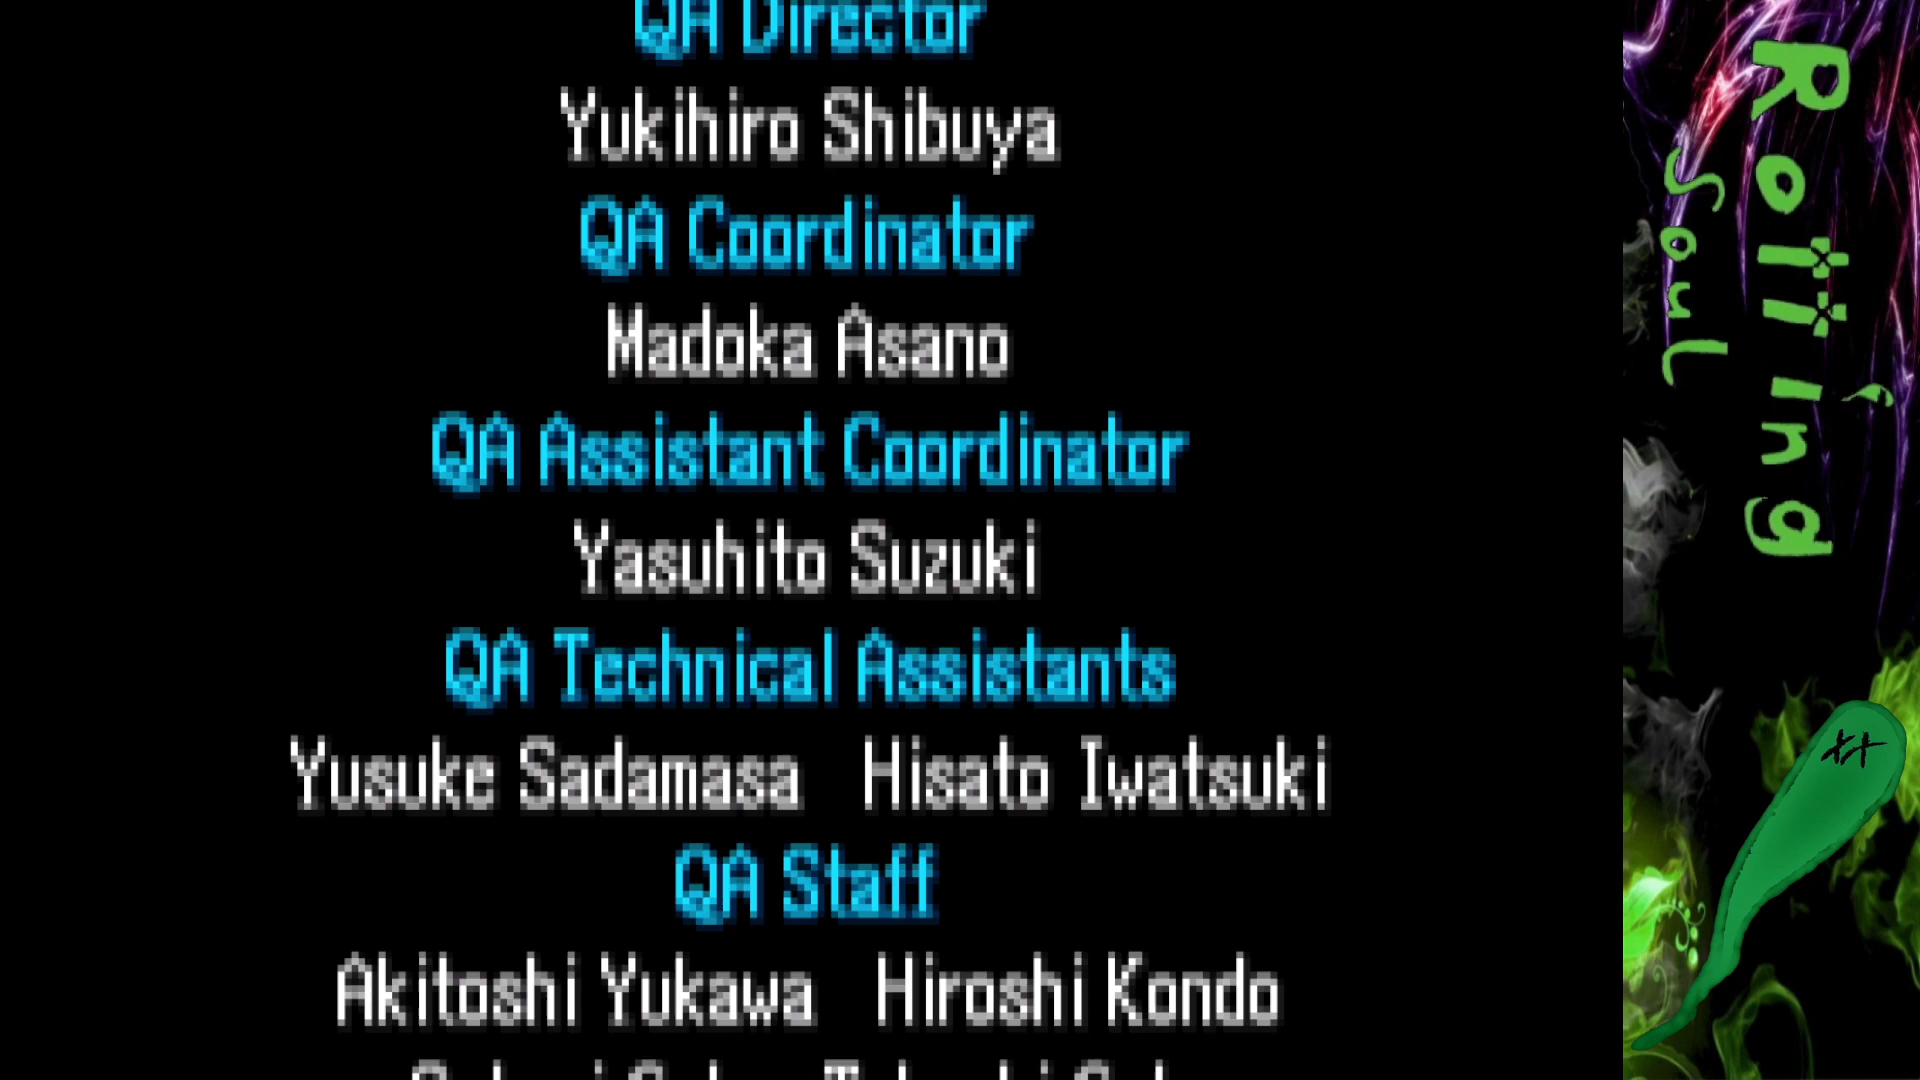 QA Director
Yukihiro Shibuya
QA Coordinator
Madoka Asano
QA Assistant Coordinator
Yasuhito Suzuki
QA Technical Assistants
Yusuke Sadamasa Hisato Iwatsuki
QA Staff
Akitoshi Yukawa Hiroshi Kondo
Rotting
Soul